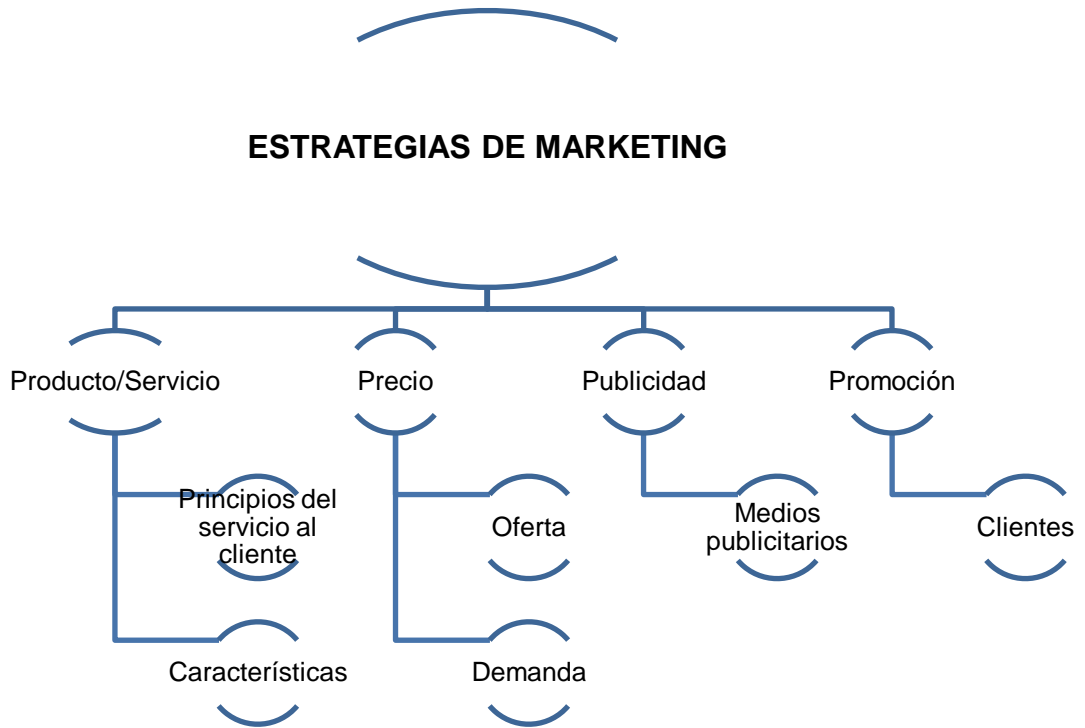 ESTRATEGIAS DE MARKETING
Producto/Servicio
Precio
Publicidad
Promoción
Principios del
servicio al
cliente
Oferta
Medios
publicitarios
Clientes
Características
Demanda